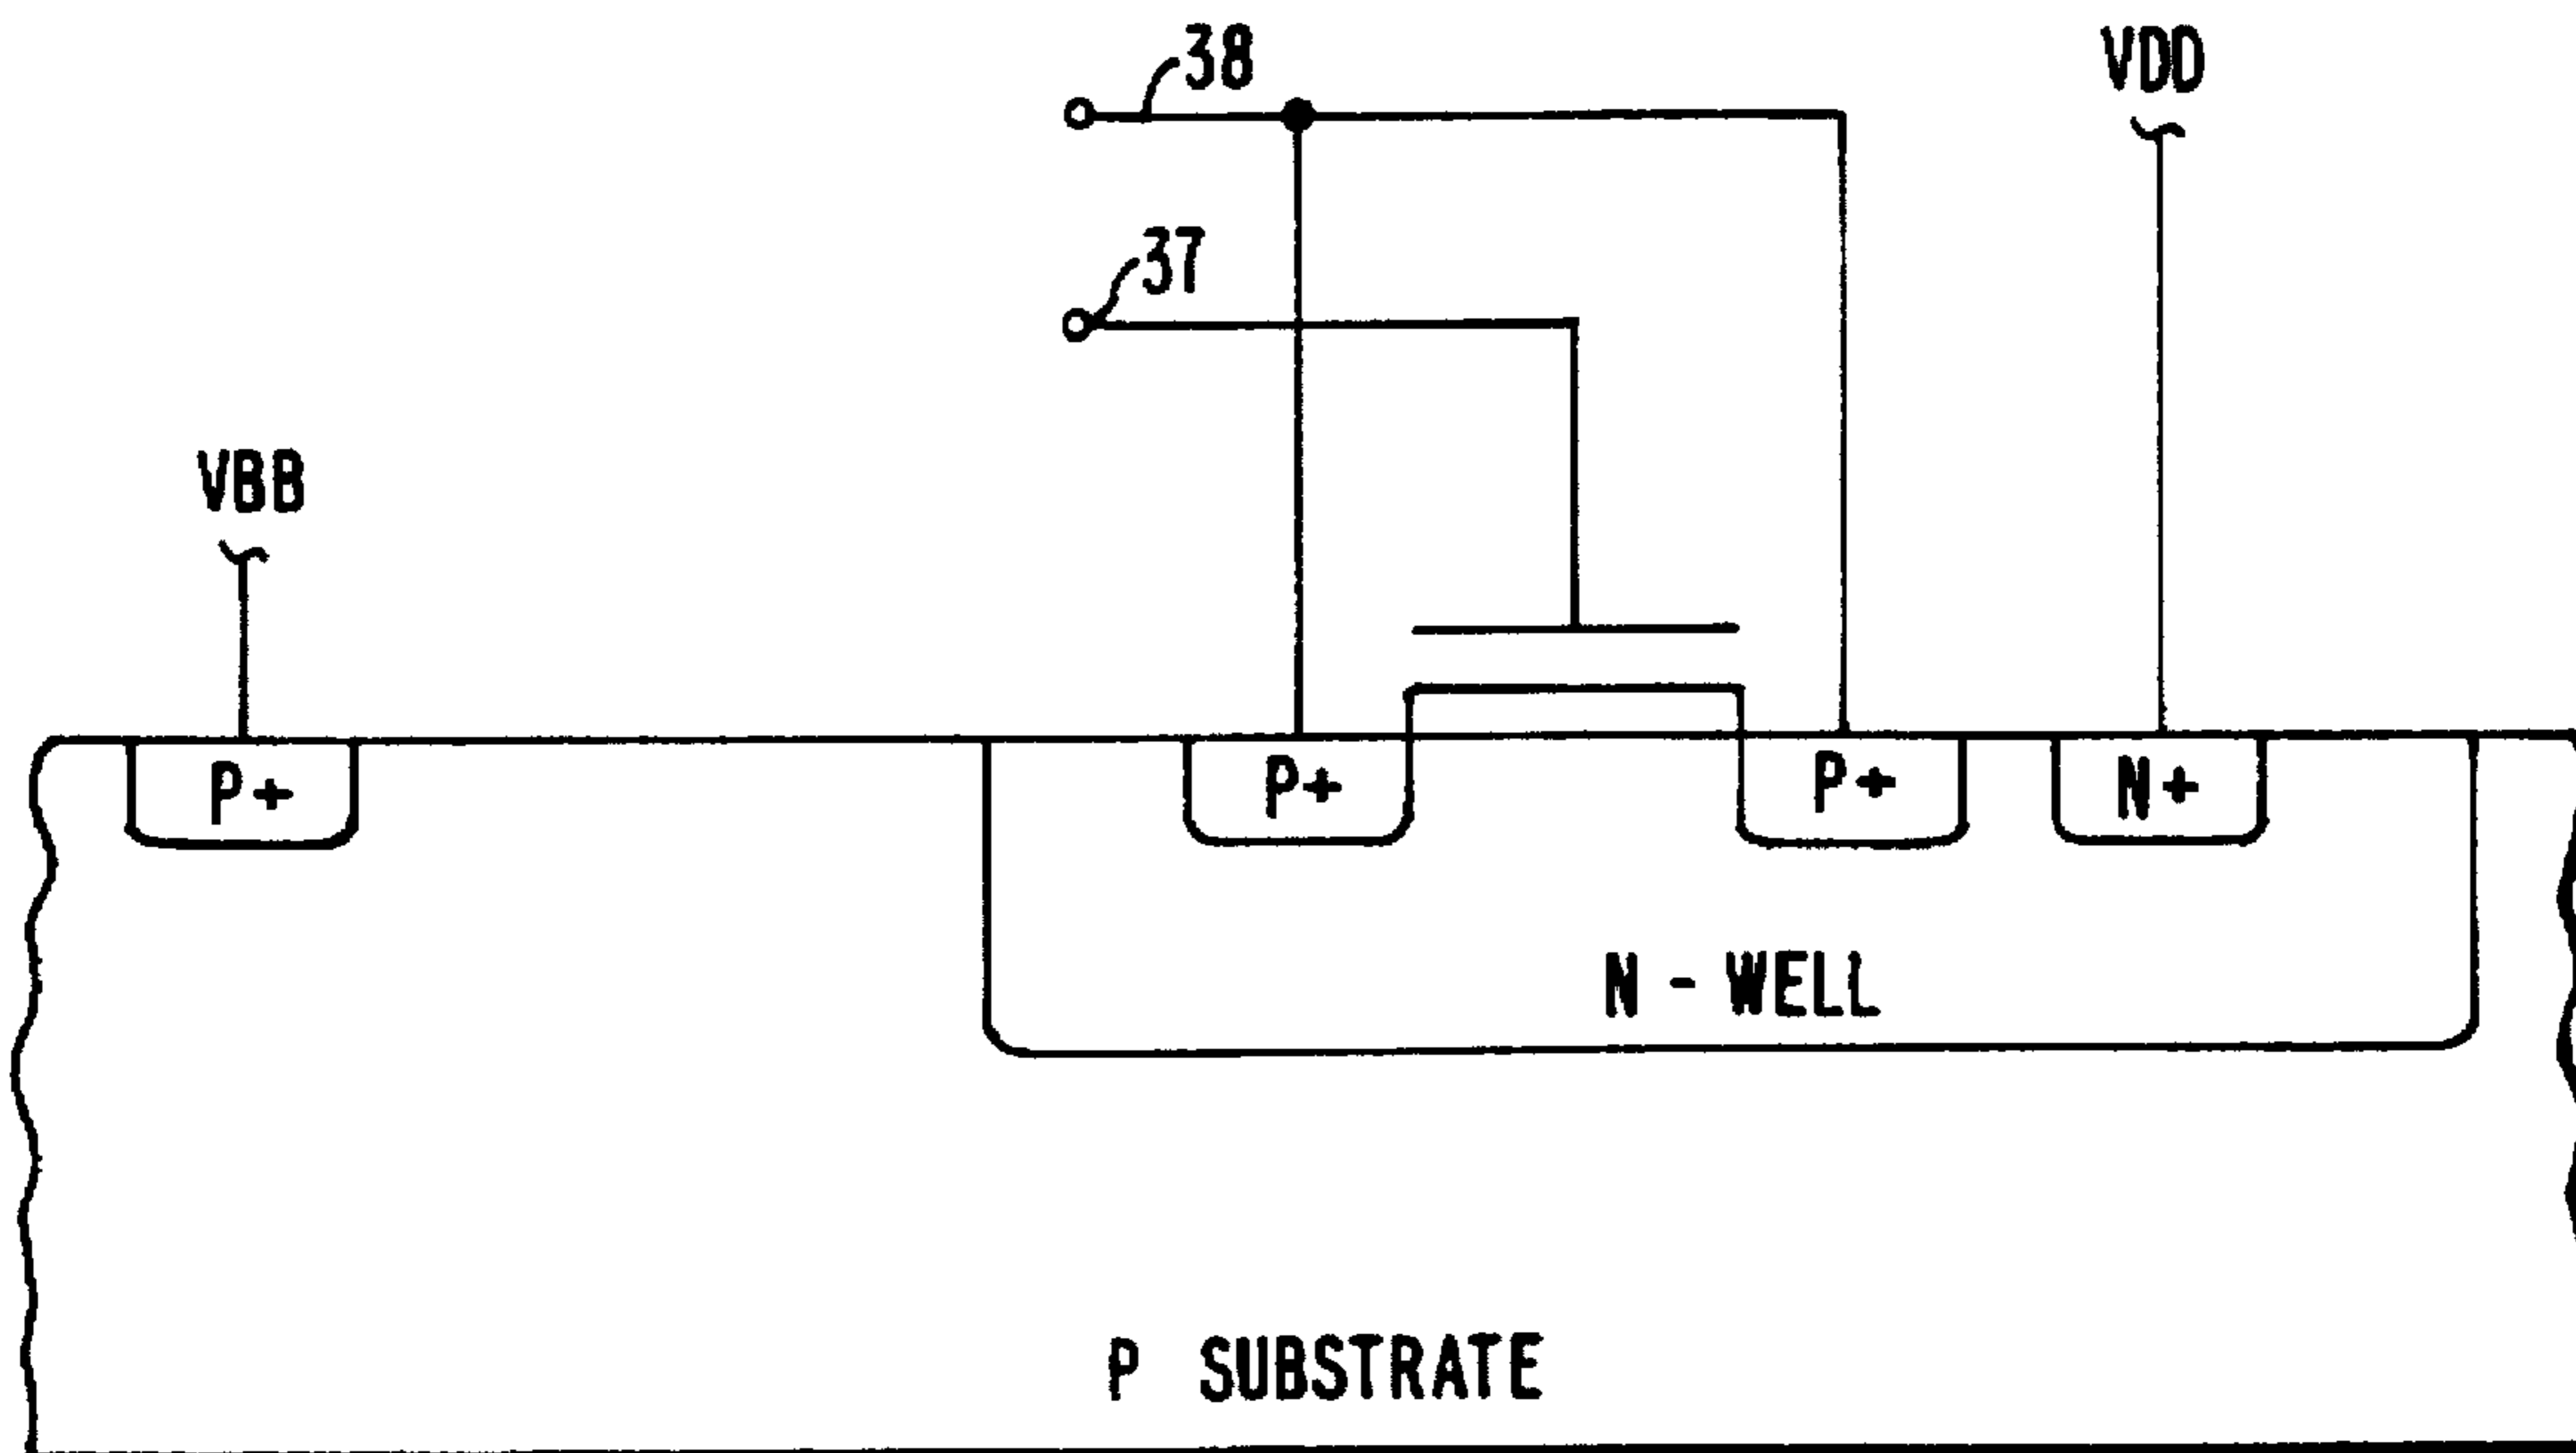 38
VDD
37
VBB
P+
P+
P+
N+
N - WELL
P SUBSTRATE